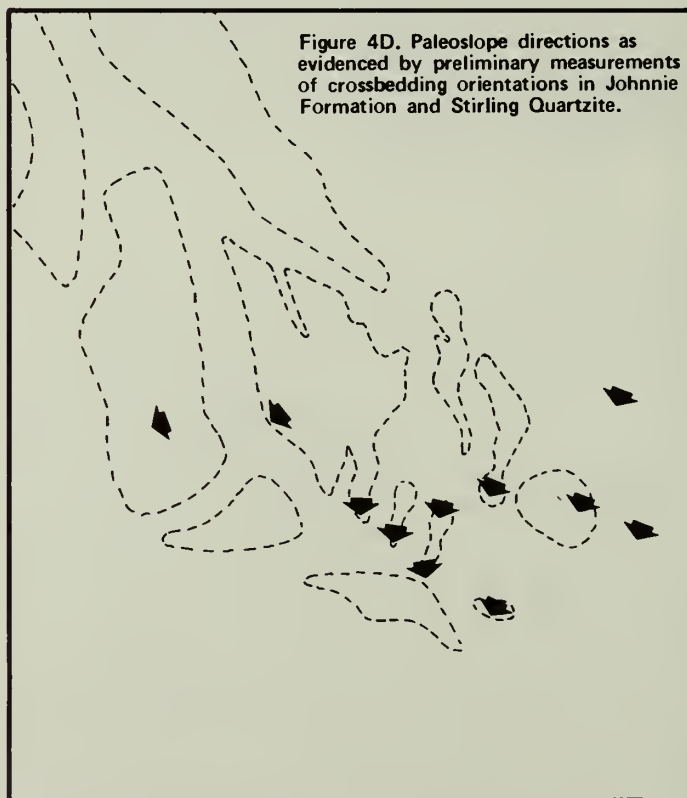 Figure 4D. Paleoslope directions as
evidenced by preliminary measurements
of crossbedding orientations in Johnnie
Formation and Stirling Quartzite.